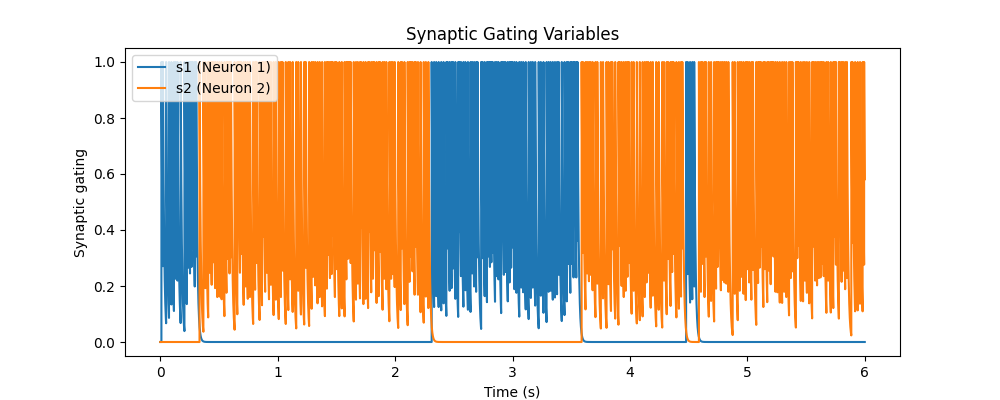 Synaptic Gating Variables
s1 (Neuron 1)
s2 (Neuron 2)
Synaptic gating
1.0
0.8
0.6
0.4
0.2
0.0
0 1 2 3 4 5 6
Time (s)